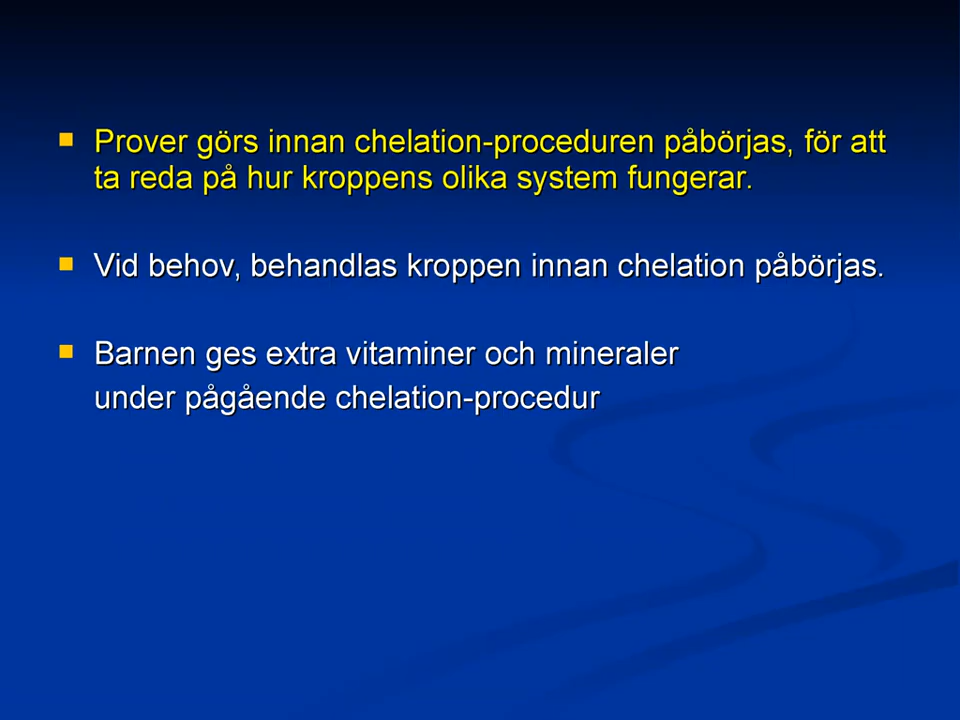 Prover görs innan chelation-proceduren påbörjas, för att
ta reda på hur kroppens olika system fungerar.
Vid behov, behandlas kroppen innan chelation påbörjas.
Barnen ges extra vitaminer och mineraler
under pågående chelation-procedur